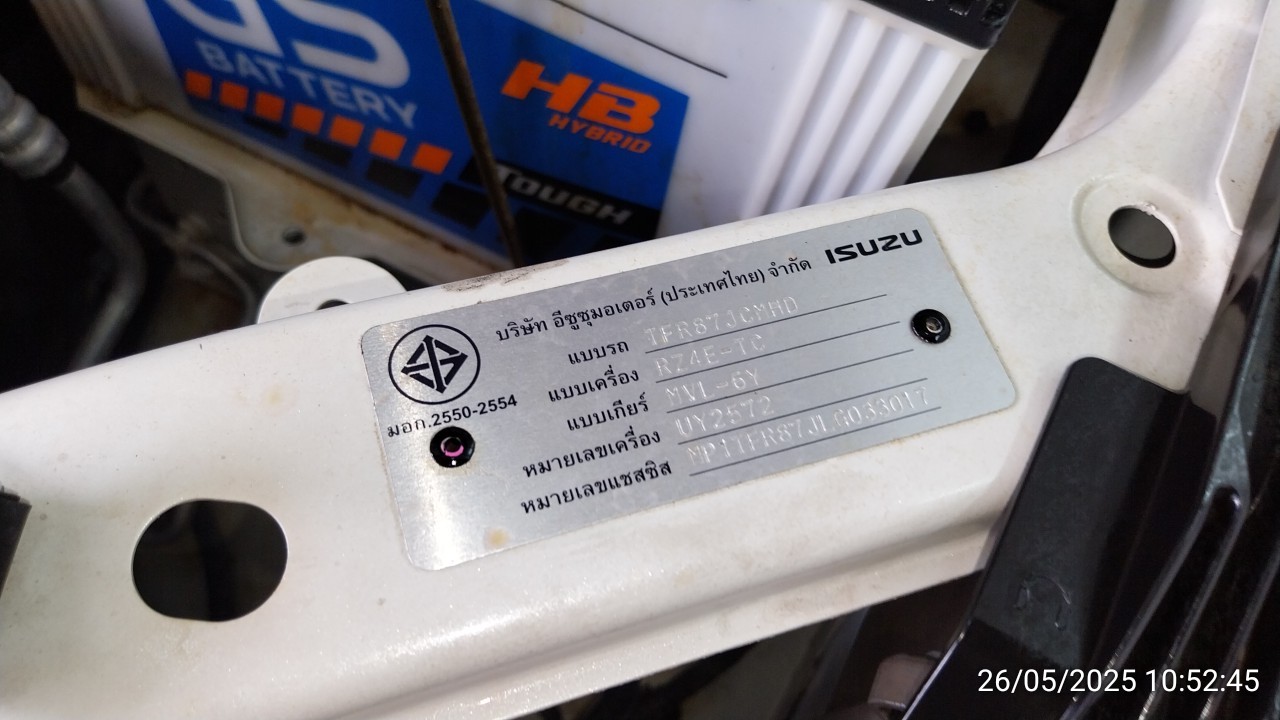 GS
BATTERY
HB
HYBRID
TOUGH
ISUZU
บริษัท อีซูซุมอเตอร์ (ประเทศไทย) จำกัด
แบบรถ TFR87JCMHD
แบบเครื่อง RZ4E-TC
แบบเกียร์ MVL-6Y
หมายเลขเครื่อง UY2572
หมายเลขแชสซิส MP1TFR87JLG033017
มอก.2550-2554
26/05/2025 10:52:45